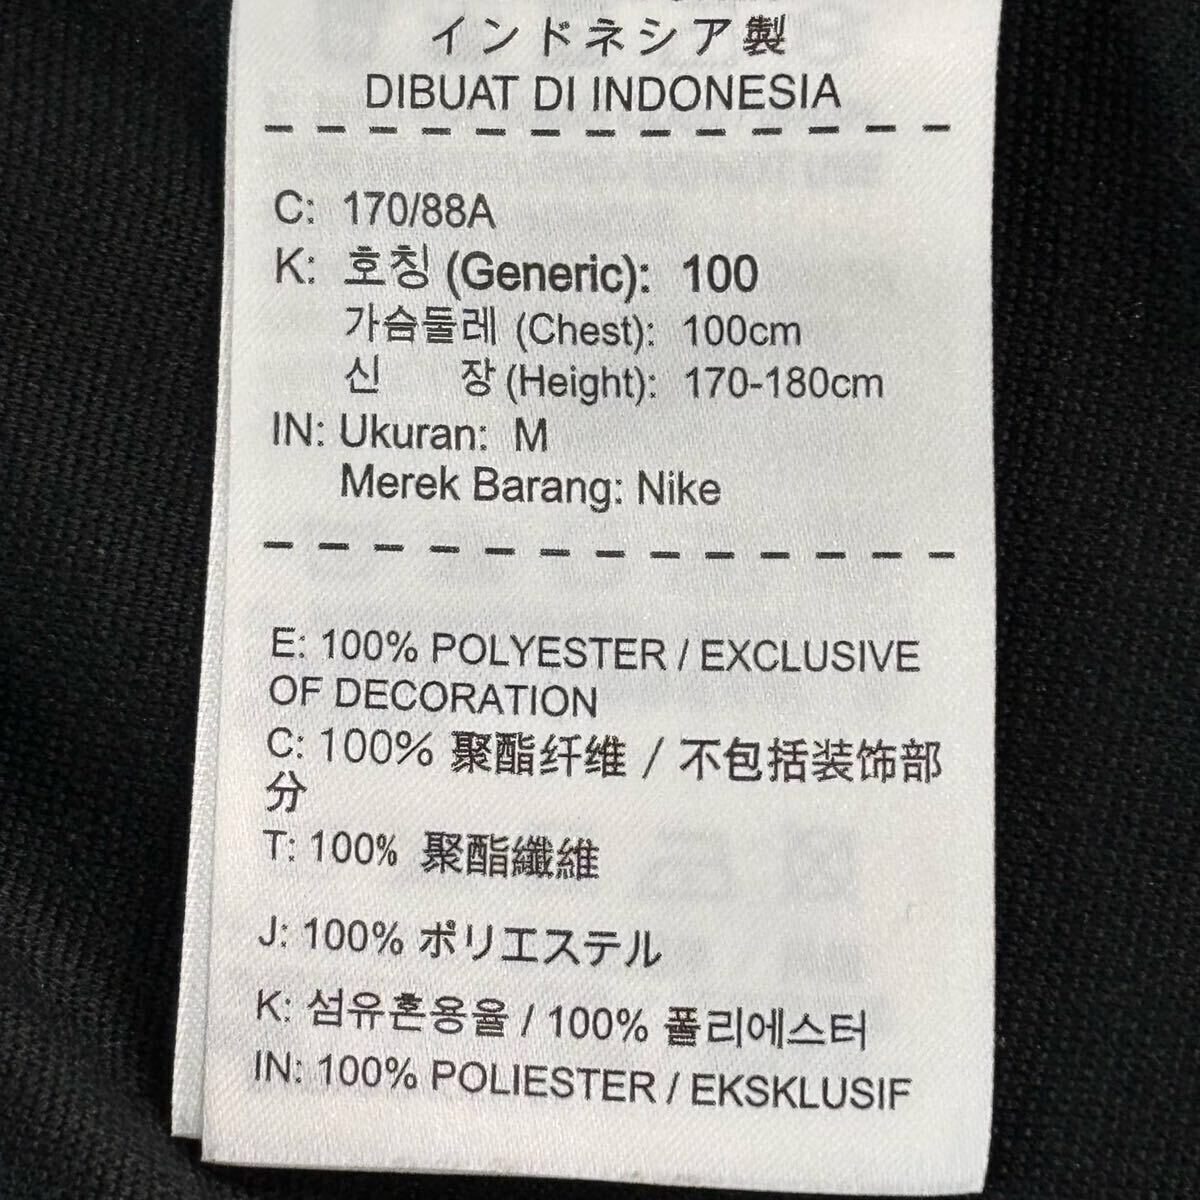 インドネシア製
DIBUAT DI INDONESIA
C: 170/88A
K: 호칭 (Generic): 100
가슴둘레 (Chest): 100cm
신 장 (Height): 170-180cm
IN: Ukuran: M
Merek Barang: Nike
E: 100% POLYESTER / EXCLUSIVE
OF DECORATION
C: 100% 聚酯纤维 / 不包括装饰部
分
T: 100% 聚酯纖維
J: 100% ポリエステル
K: 섬유혼용율 / 100% 폴리에스터
IN: 100% POLIESTER / EKSKLUSIF